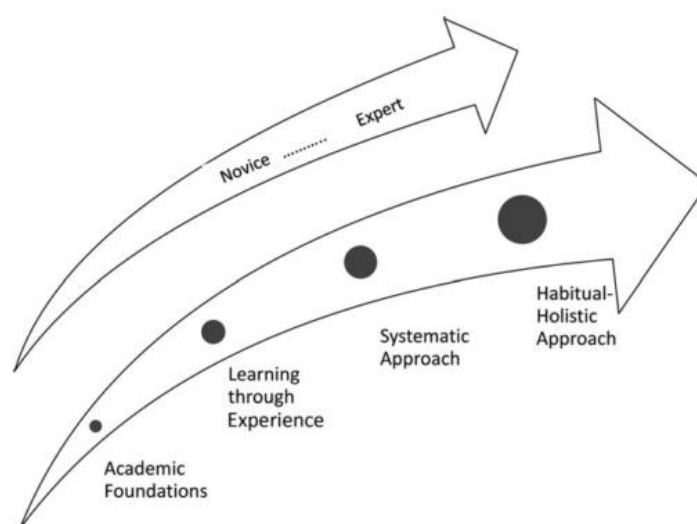 Novice ........... Expert
Habitual-
Holistic
Approach
Systematic
Approach
Learning
through
Experience
Academic
Foundations